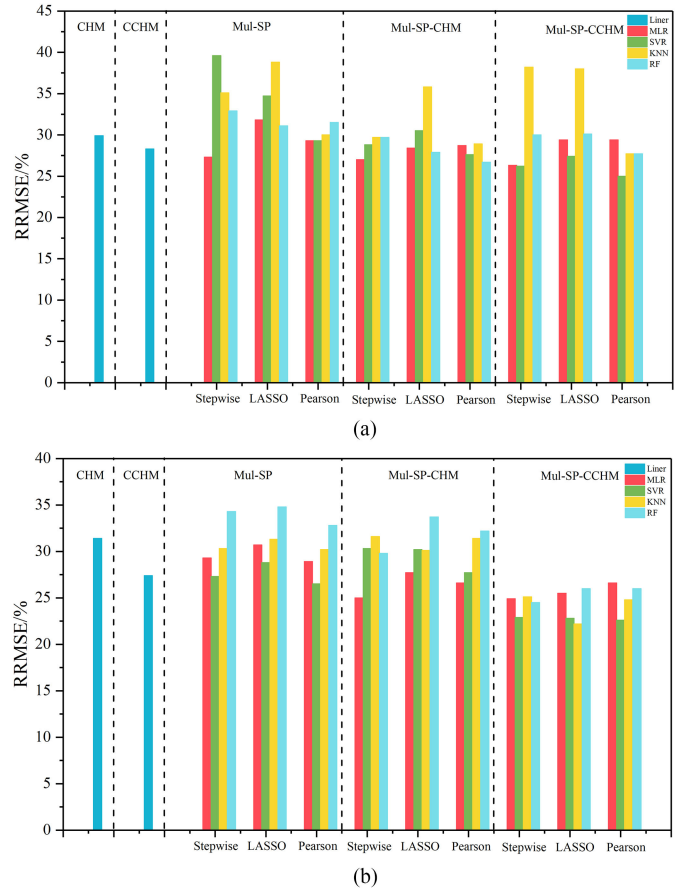 45
40
35
30
25
20
15
10
5
0
RRMSE/%
CHM
CCHM
Mul-SP
Mul-SP-CHM
Mul-SP-CCHM
Liner
MLR
SVR
KNN
RF
Stepwise LASSO Pearson Stepwise LASSO Pearson Stepwise LASSO Pearson
(a)
40
35
30
25
20
15
10
5
0
RRMSE/%
CHM
CCHM
Mul-SP
Mul-SP-CHM
Mul-SP-CCHM
Liner
MLR
SVR
KNN
RF
Stepwise LASSO Pearson Stepwise LASSO Pearson Stepwise LASSO Pearson
(b)